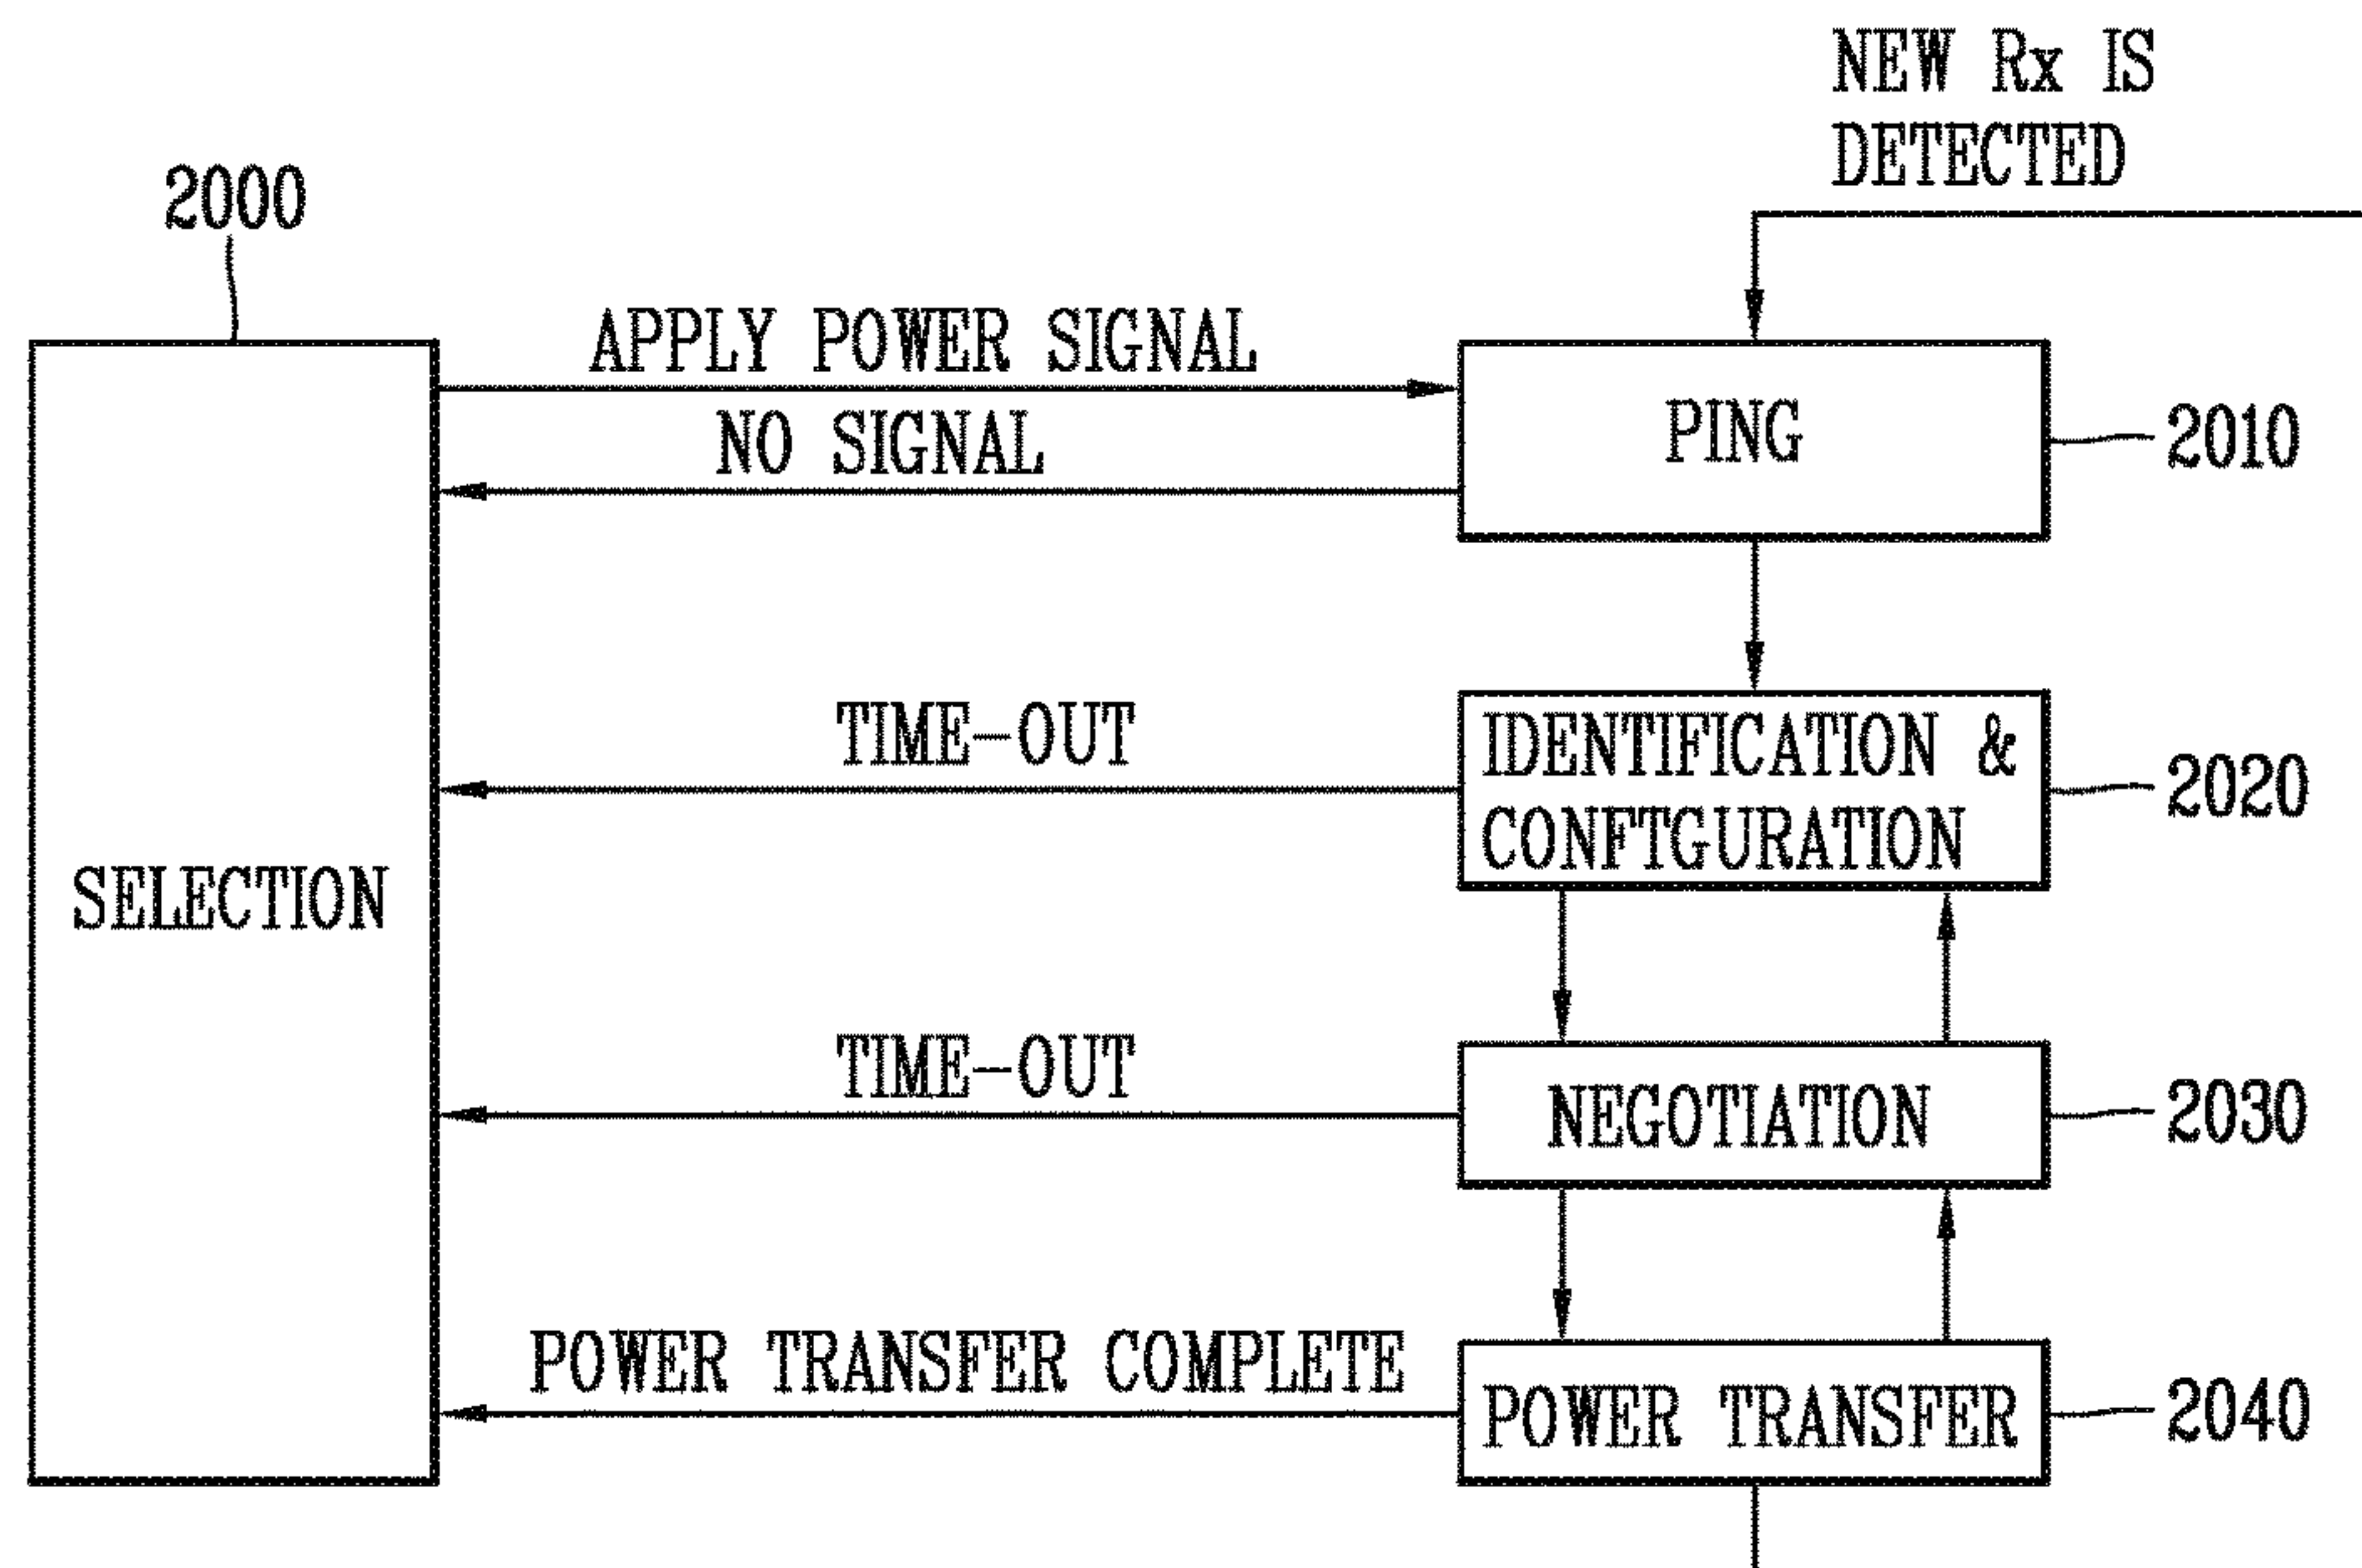 NEW Rx IS
DETECTED
2000
APPLY POWER SIGNAL
NO SIGNAL
PING
2010
TIME-OUT
IDENTIFICATION &
CONFTGURATION
2020
SELECTION
TIME-OUT
NEGOTIATION
2030
POWER TRANSFER COMPLETE
POWER TRANSFER
2040